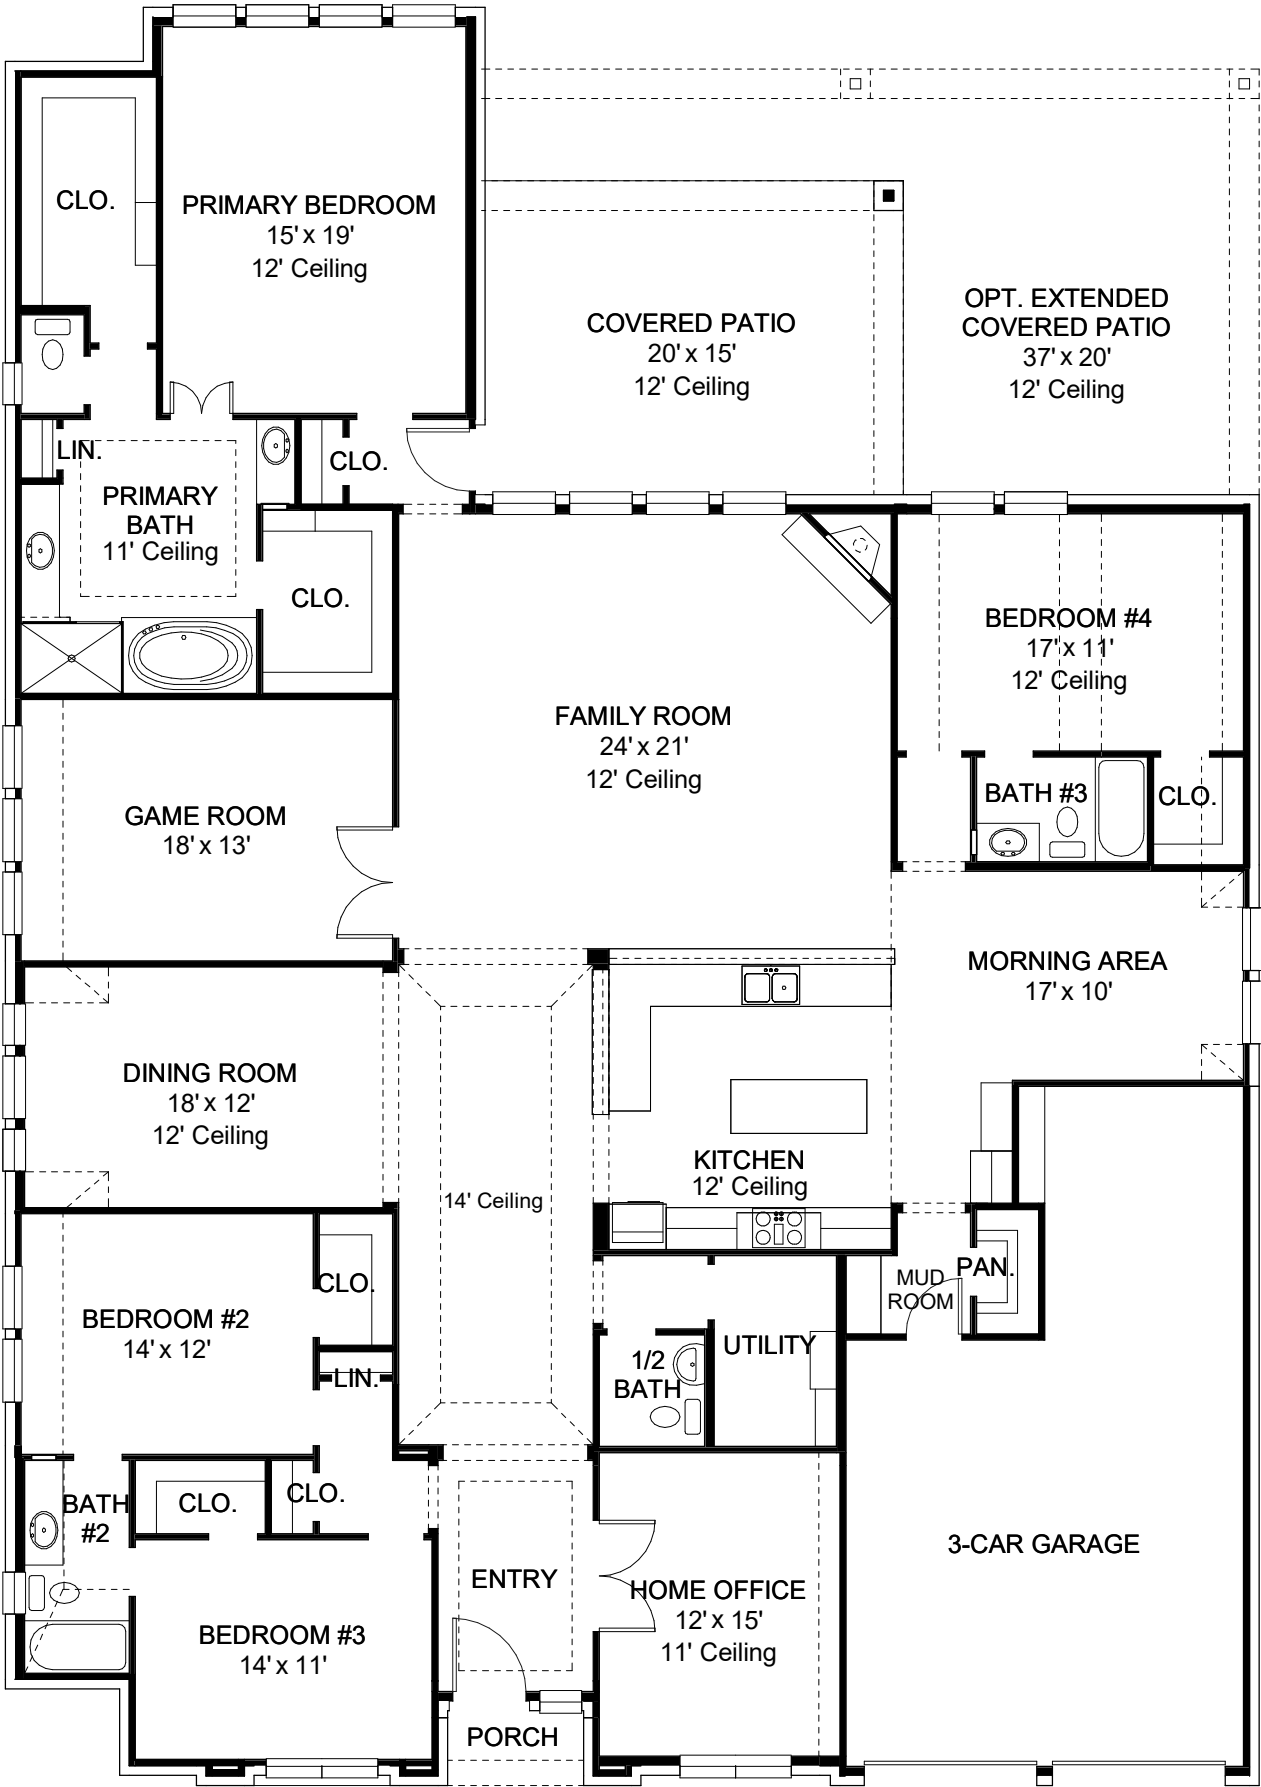 CLO.
PRIMARY BEDROOM
15' x 19'
12' Ceiling
COVERED PATIO
20' x 15'
12' Ceiling
OPT. EXTENDED
COVERED PATIO
37' x 20'
12' Ceiling
LIN.
CLO.
PRIMARY
BATH
11' Ceiling
CLO.
BEDROOM #4
17' x 11'
12' Ceiling
FAMILY ROOM
24' x 21'
12' Ceiling
GAME ROOM
18' x 13'
BATH #3
CLO.
MORNING AREA
17' x 10'
DINING ROOM
18' x 12'
12' Ceiling
14' Ceiling
KITCHEN
12' Ceiling
CLO.
MUD
ROOM
PAN.
BEDROOM #2
14' x 12'
LIN.
1/2
BATH
UTILITY
BATH
#2
CLO.
CLO.
3-CAR GARAGE
ENTRY
HOME OFFICE
12' x 15'
11' Ceiling
BEDROOM #3
14' x 11'
PORCH